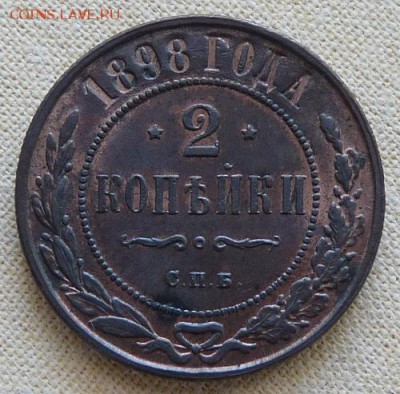 COINS.LAVE.RU
1898 ГОДА
2
КОПѢЙКИ
С.П.Б.